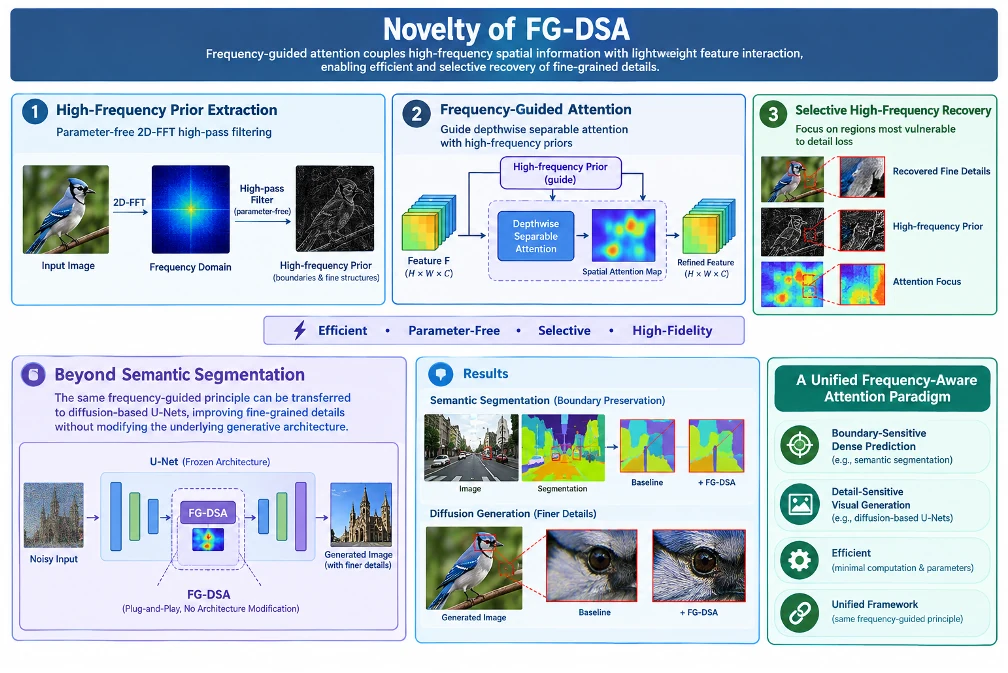 Novelty of FG-DSA
Frequency-guided attention couples high-frequency spatial information with lightweight feature interaction,
enabling efficient and selective recovery of fine-grained details.
1
High-Frequency Prior Extraction
Parameter-free 2D-FFT high-pass filtering
2D-FFT
High-pass
Filter
(parameter-free)
Input Image
Frequency Domain
High-frequency Prior
(boundaries & fine structures)
2
Frequency-Guided Attention
Guide depthwise separable attention
with high-frequency priors
High-frequency Prior
(guide)
Depthwise
Separable
Attention
Feature F
(H × W × C)
Spatial Attention Map
Refined Feature
(H × W × C)
3
Selective High-Frequency Recovery
Focus on regions most vulnerable
to detail loss
Recovered Fine Details
High-frequency Prior
Attention Focus
Efficient • Parameter-Free • Selective • High-Fidelity
Beyond Semantic Segmentation
The same frequency-guided principle can be transferred
to diffusion-based U-Nets, improving fine-grained details
without modifying the underlying generative architecture.
U-Net (Frozen Architecture)
FG-DSA
Noisy Input
Generated Image
(with finer details)
FG-DSA
(Plug-and-Play, No Architecture Modification)
Results
Semantic Segmentation (Boundary Preservation)
Image
Segmentation
Baseline
+ FG-DSA
Diffusion Generation (Finer Details)
Generated Image
Baseline
+ FG-DSA
A Unified Frequency-Aware
Attention Paradigm
Boundary-Sensitive
Dense Prediction
(e.g., semantic segmentation)
Detail-Sensitive
Visual Generation
(e.g., diffusion-based U-Nets)
Efficient
(minimal computation & parameters)
Unified Framework
(same frequency-guided principle)